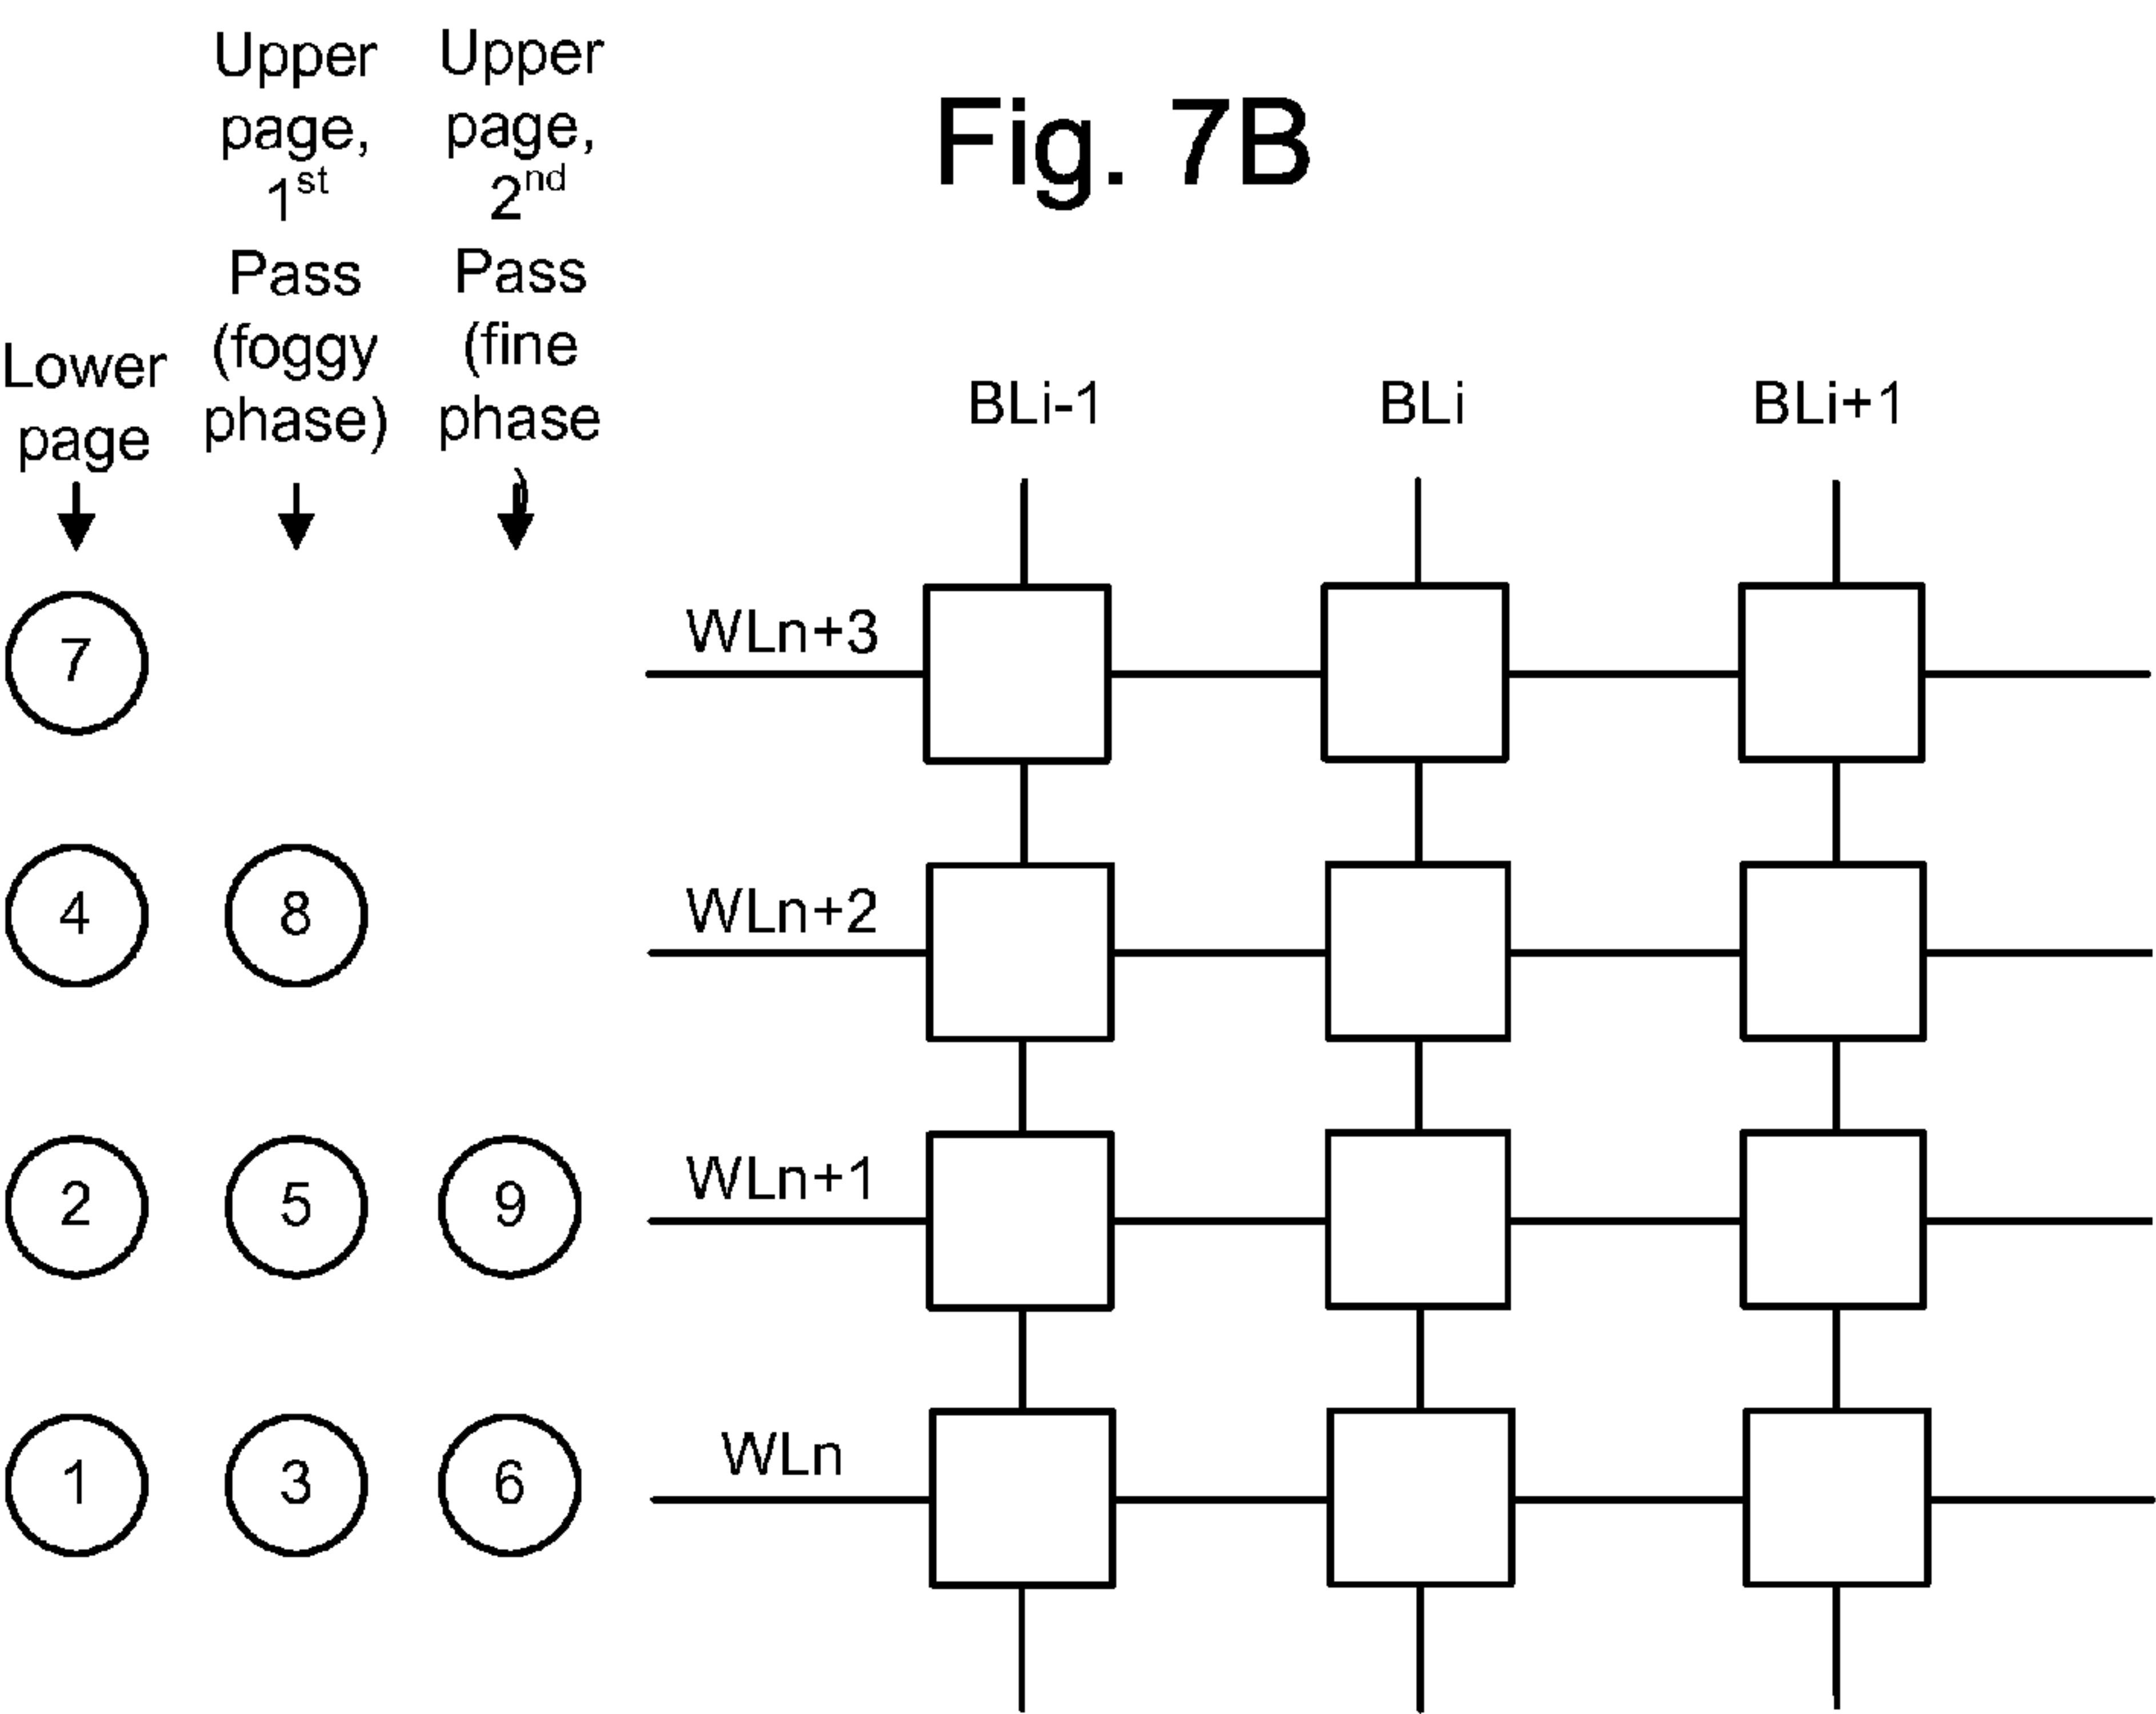 Fig. 7B
Lower
page
Upper
page,
1st
Pass
(foggy
phase)
Upper
page,
2nd
Pass
(fine
phase
)
BLi-1
BLi
BLi+1
7
WLn+3
4
8
WLn+2
2
5
9
WLn+1
1
3
6
WLn